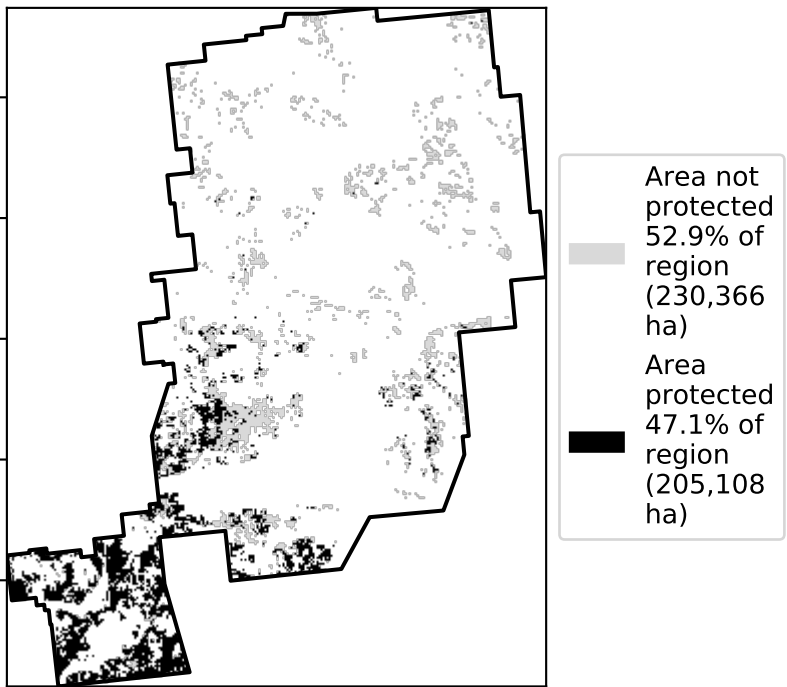 Area not
protected
52.9% of
region
(230,366
ha)
Area
protected
47.1% of
region
(205,108
ha)